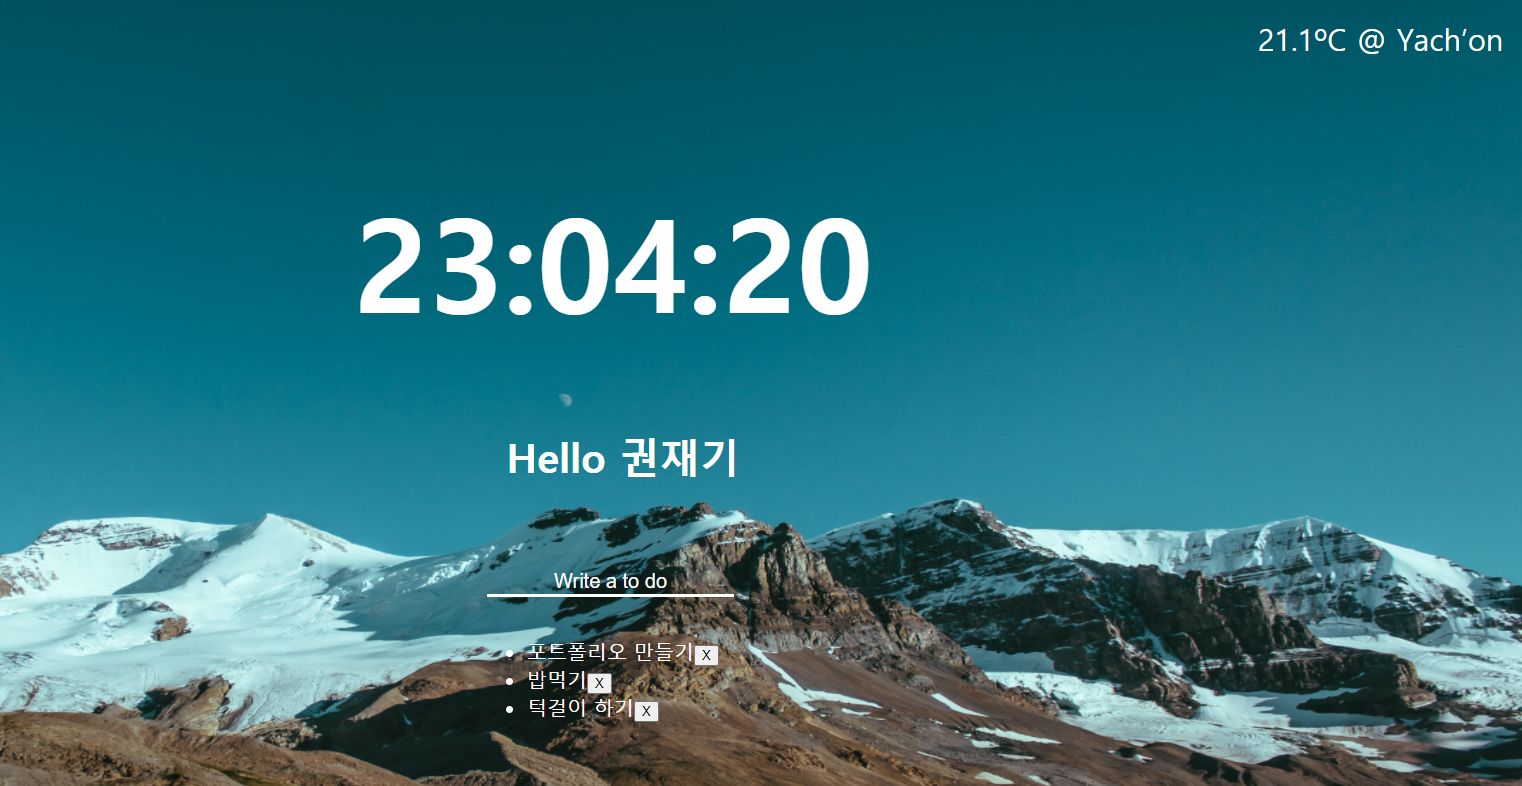 21.1ºC @ Yach’on
23:04:20
Hello 권재기
Write a to do
포트폴리오 만들기 X
밥먹기 X
턱걸이 하기 X